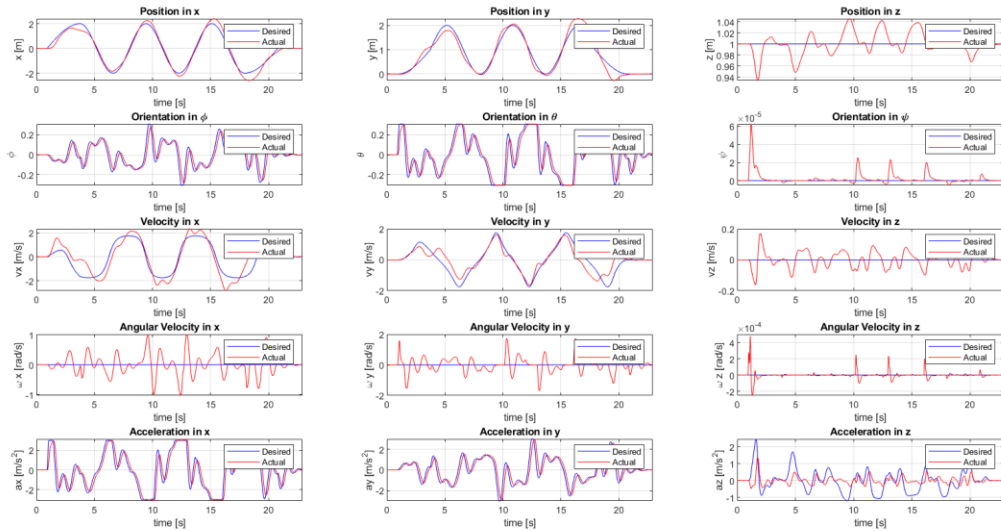 Position in x
x [m]
2
0
-2
0 5 10 15 20
time [s]
Desired
Actual
Position in y
y [m]
2
1
0
0 5 10 15 20
time [s]
Desired
Actual
Position in z
z [m]
1.04
1.02
1
0.98
0.96
0.94
0 5 10 15 20
time [s]
Desired
Actual
Orientation in ϕ
ϕ
0.2
0
-0.2
0 5 10 15 20
time [s]
Desired
Actual
Orientation in θ
θ
0.2
0
-0.2
0 5 10 15 20
time [s]
Desired
Actual
×10-5
Orientation in ψ
ψ
6
4
2
0
0 5 10 15 20
time [s]
Desired
Actual
Velocity in x
vx [m/s]
2
0
-2
0 5 10 15 20
time [s]
Desired
Actual
Velocity in y
vy [m/s]
2
0
-2
0 5 10 15 20
time [s]
Desired
Actual
Velocity in z
vz [m/s]
0.2
0
-0.2
0 5 10 15 20
time [s]
Desired
Actual
Angular Velocity in x
ω x [rad/s]
1
0
-1
0 5 10 15 20
time [s]
Desired
Actual
Angular Velocity in y
ω y [rad/s]
2
0
-2
0 5 10 15 20
time [s]
Desired
Actual
×10-4
Angular Velocity in z
ω z [rad/s]
4
2
0
0 5 10 15 20
time [s]
Desired
Actual
Acceleration in x
ax [m/s2]
2
0
-2
0 5 10 15 20
time [s]
Desired
Actual
Acceleration in y
ay [m/s2]
2
0
-2
0 5 10 15 20
time [s]
Desired
Actual
Acceleration in z
az [m/s2]
2
1
0
-1
0 5 10 15 20
time [s]
Desired
Actual